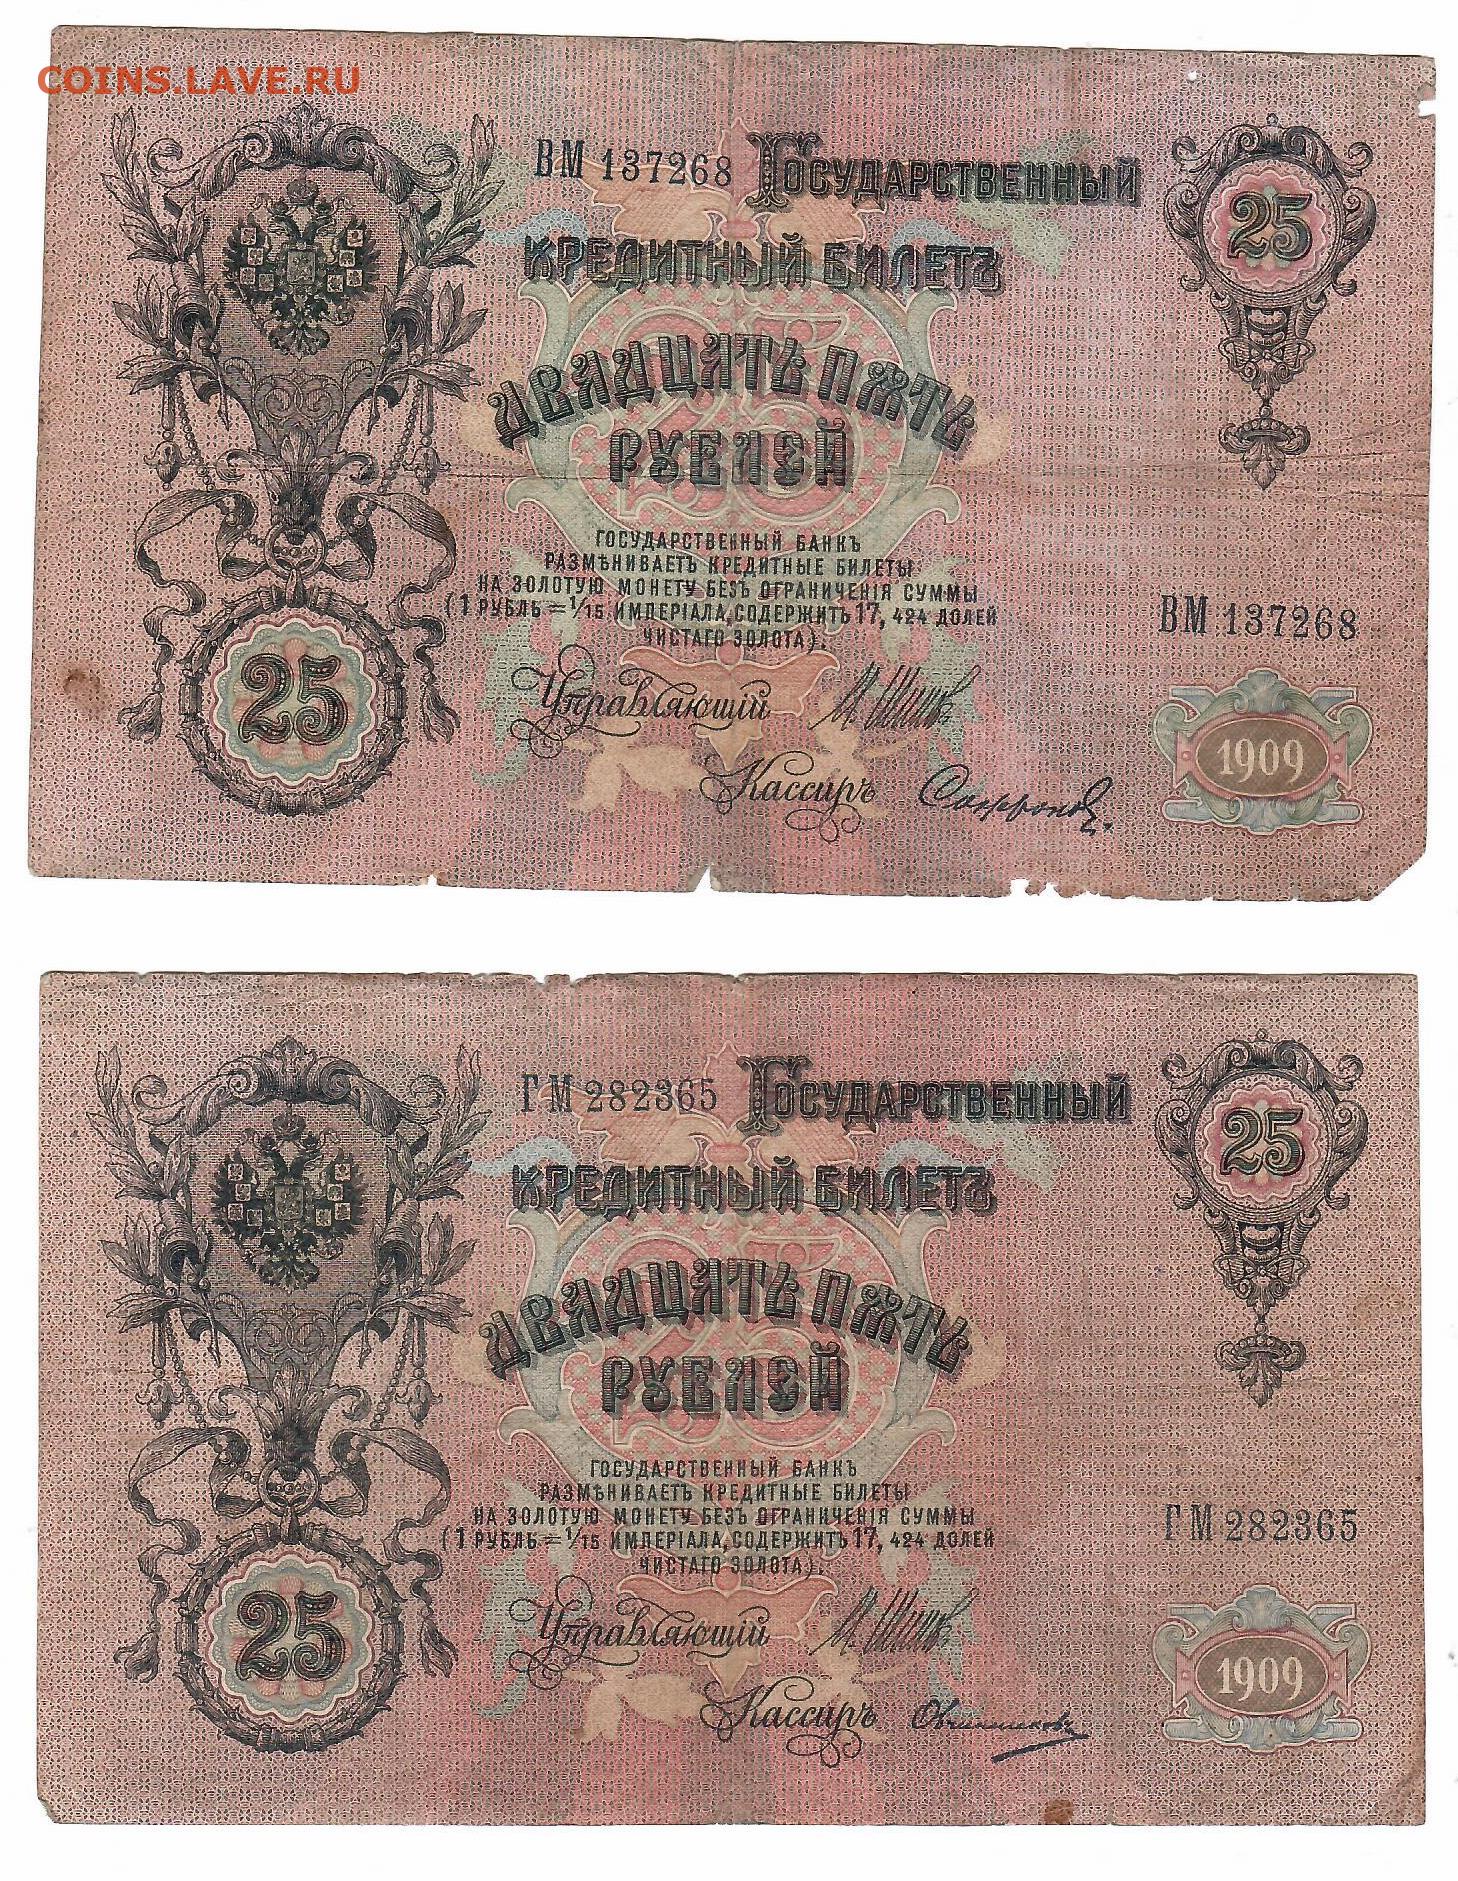 COINS.LAVE.RU
ВМ 137268 Государственный
25
кредитный билетъ
двадцать пять
рублей
Государственный банкъ
размѣниваетъ кредитные билеты
на золотую монету безъ ограниченія суммы
(1 рубль = 1/15 имперіала, содержитъ 17, 424 долей
чистаго золота).
ВМ 137268
25
Управляющій
1909
Кассиръ Сафронов
ГМ 282365 Государственный
25
кредитный билетъ
двадцать пять
рублей
Государственный банкъ
размѣниваетъ кредитные билеты
на золотую монету безъ ограниченія суммы
(1 рубль = 1/15 имперіала, содержитъ 17, 424 долей
чистаго золота).
ГМ 282365
25
Управляющій
1909
Кассиръ Овчинников